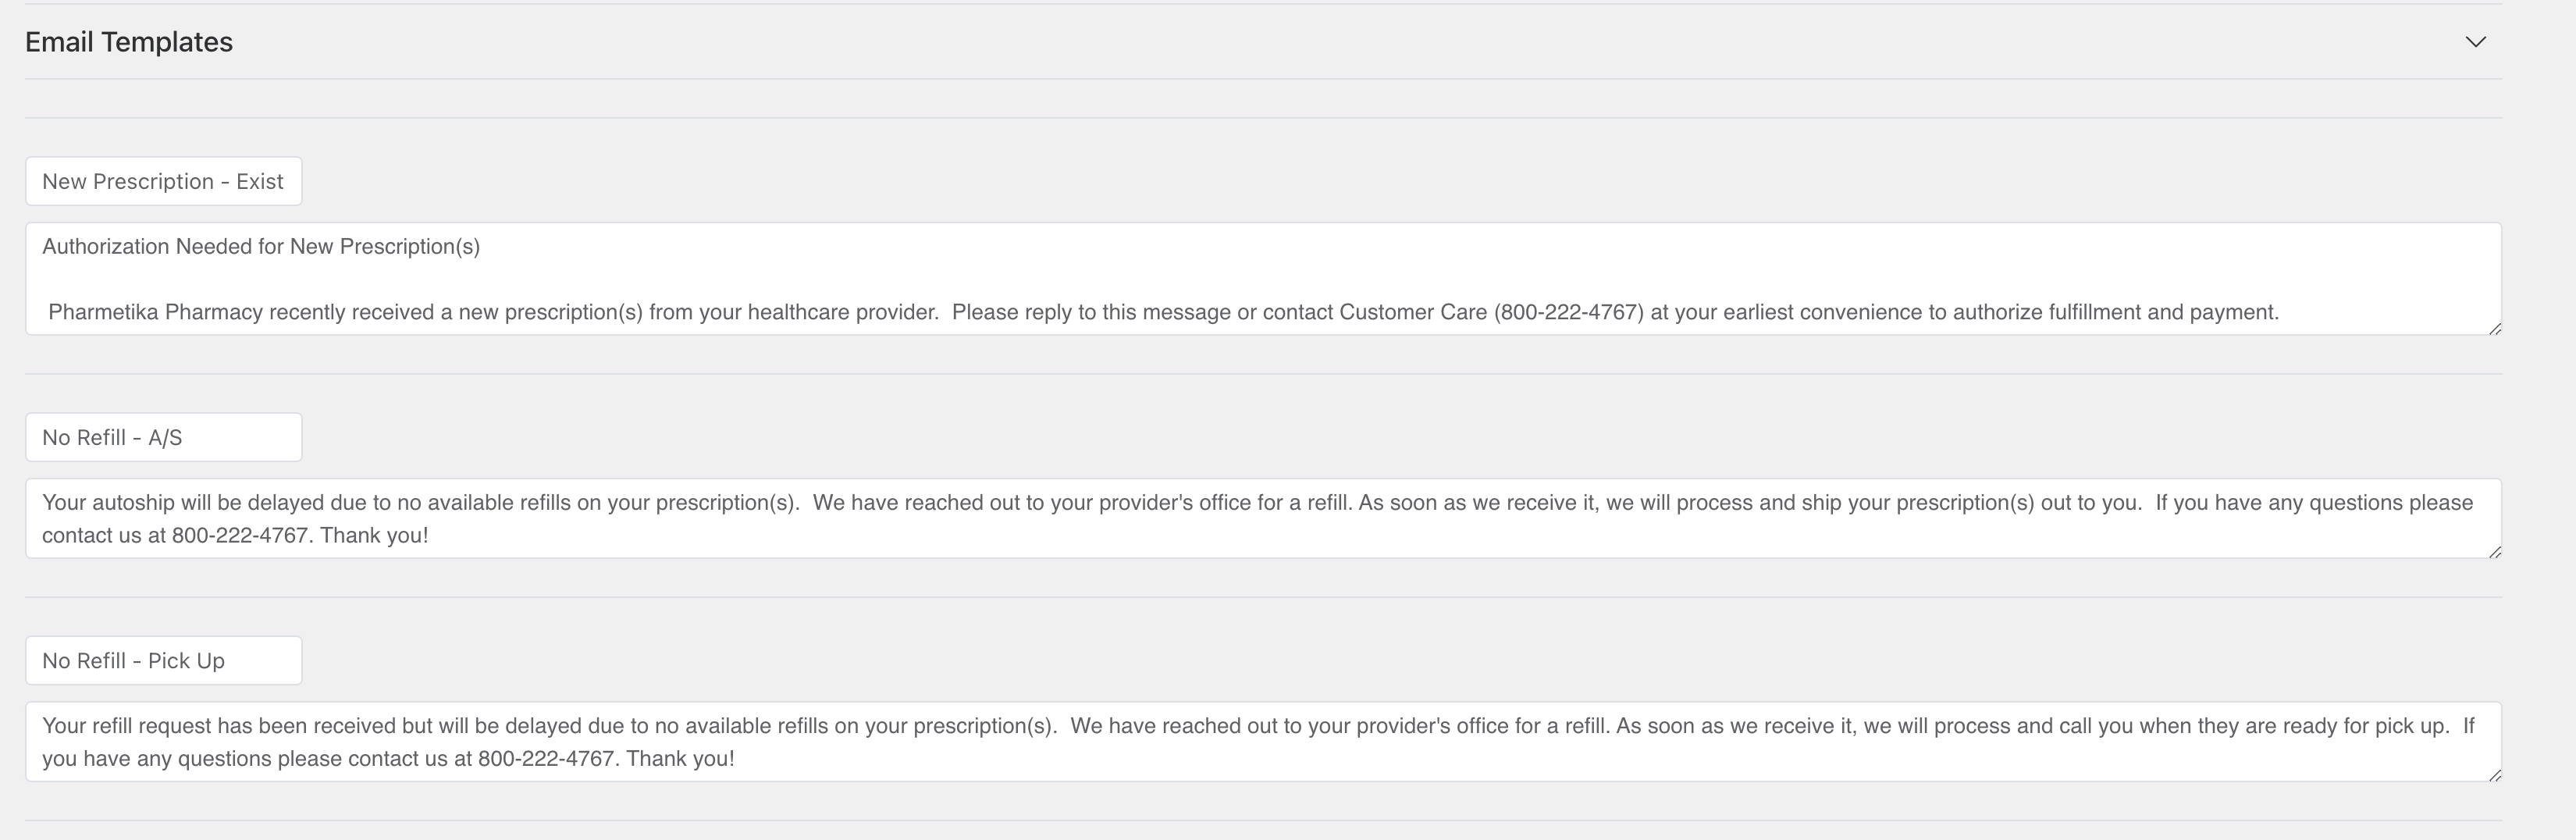 Email Templates
New Prescription - Exist
Authorization Needed for New Prescription(s)
Pharmetika Pharmacy recently received a new prescription(s) from your healthcare provider.  Please reply to this message or contact Customer Care (800-222-4767) at your earliest convenience to authorize fulfillment and payment.
No Refill - A/S
Your autoship will be delayed due to no available refills on your prescription(s).  We have reached out to your provider's office for a refill. As soon as we receive it, we will process and ship your prescription(s) out to you.  If you have any questions please
contact us at 800-222-4767. Thank you!
No Refill - Pick Up
Your refill request has been received but will be delayed due to no available refills on your prescription(s).  We have reached out to your provider's office for a refill. As soon as we receive it, we will process and call you when they are ready for pick up.  If
you have any questions please contact us at 800-222-4767. Thank you!